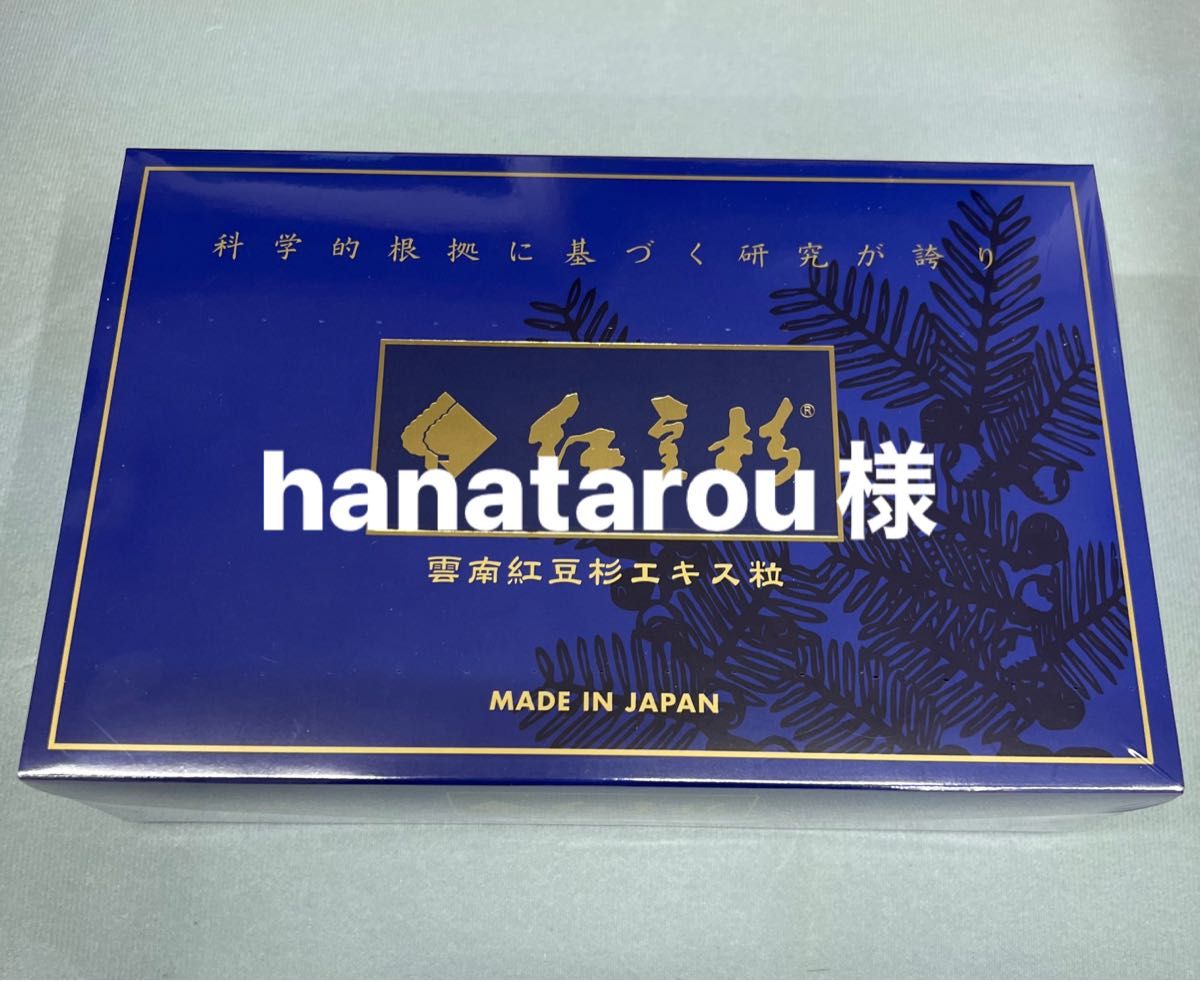 科学的根拠に基づく研究が誇り
紅豆杉®
hanatarou様
雲南紅豆杉エキス粒
MADE IN JAPAN